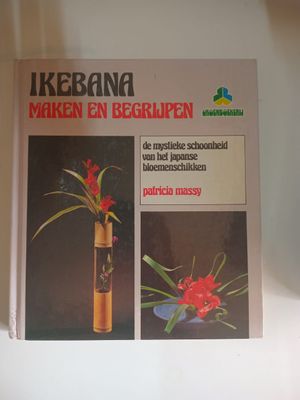 IKEBANA
MAKEN EN BEGRIJPEN
de mystieke schoonheid
van het japanse
bloemenschikken
patricia massy